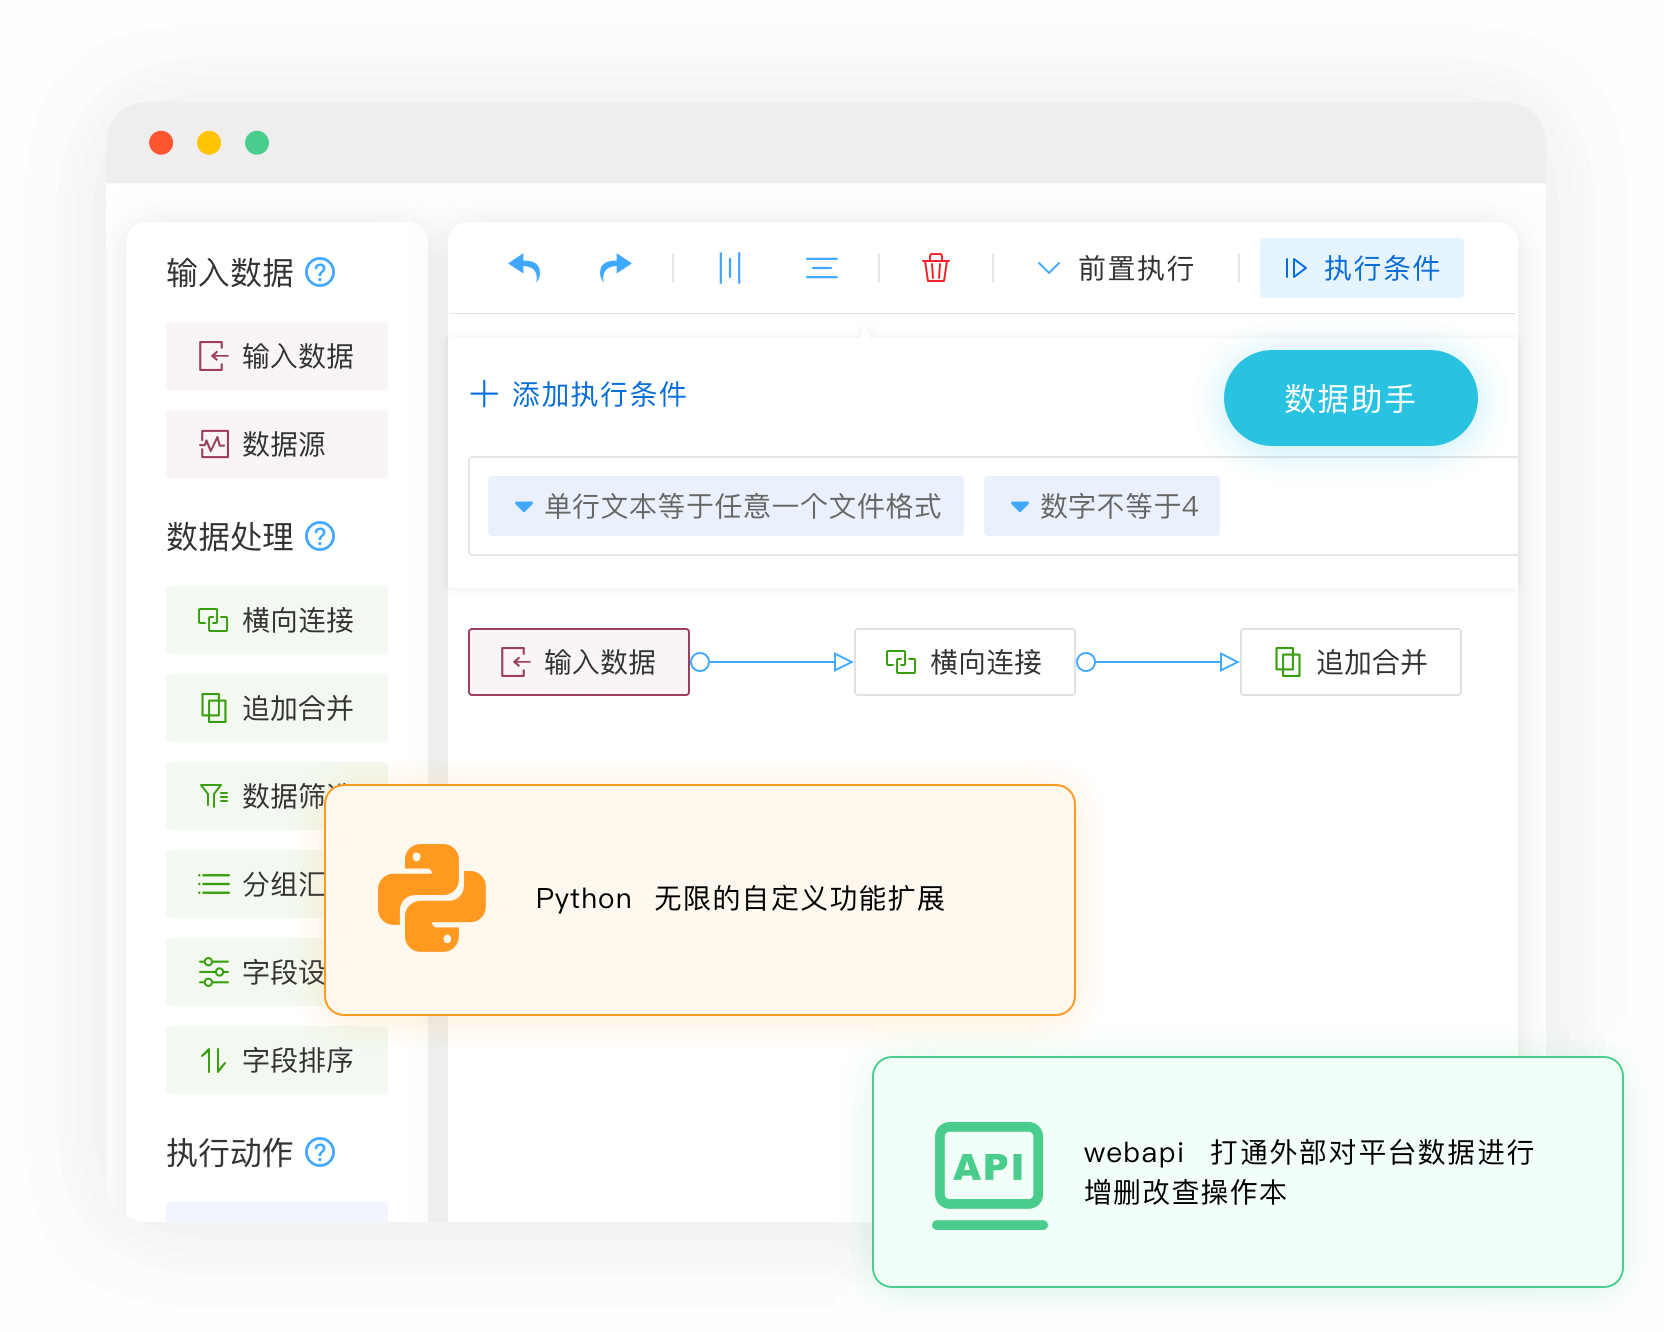 输入数据
输入数据
数据源
数据处理
横向连接
追加合并
数据筛
分组汇
字段设
字段排序
执行动作
前置执行
执行条件
添加执行条件
数据助手
单行文本等于任意一个文件格式
数字不等于4
输入数据
横向连接
追加合并
Python 无限的自定义功能扩展
API
webapi 打通外部对平台数据进行
增删改查操作本